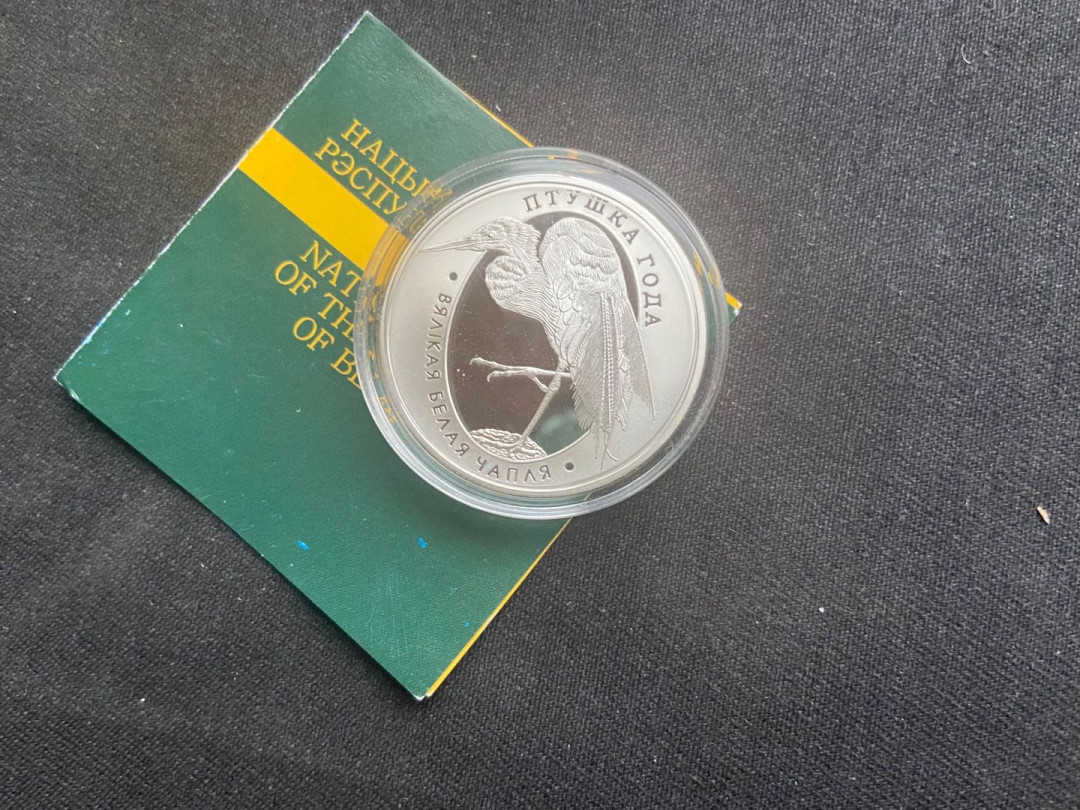 НАЦЫ
РЭСПУ
NAT
OF TH
OF BE
ПТУШКА ГОДА
ВЯЛІКАЯ БЕЛАЯ ЧАПЛЯ